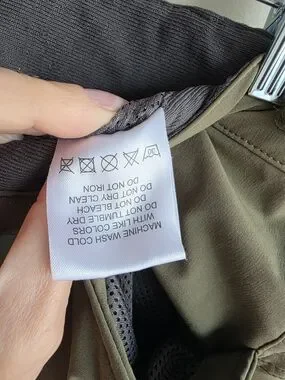 30
MACHINE WASH COLD
WITH LIKE COLORS
DO NOT TUMBLE DRY
DO NOT BLEACH
DO NOT DRY CLEAN
DO NOT IRON